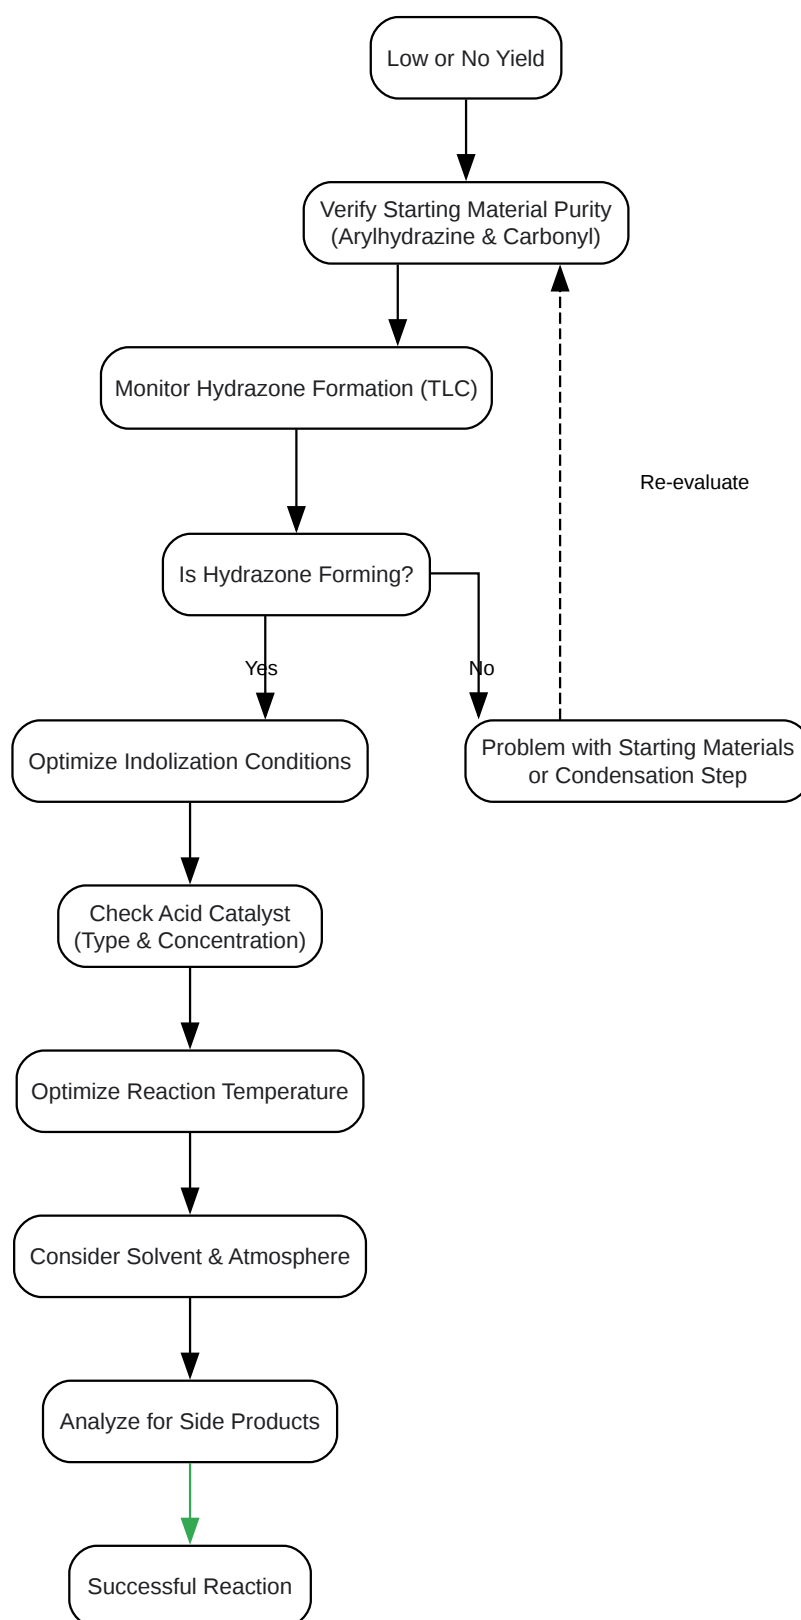 Low or No Yield
Verify Starting Material Purity
(Arylhydrazine & Carbonyl)
Monitor Hydrazone Formation (TLC)
Re-evaluate
Is Hydrazone Forming?
Yes
No
Optimize Indolization Conditions
Problem with Starting Materials
or Condensation Step
Check Acid Catalyst
(Type & Concentration)
Optimize Reaction Temperature
Consider Solvent & Atmosphere
Analyze for Side Products
Successful Reaction